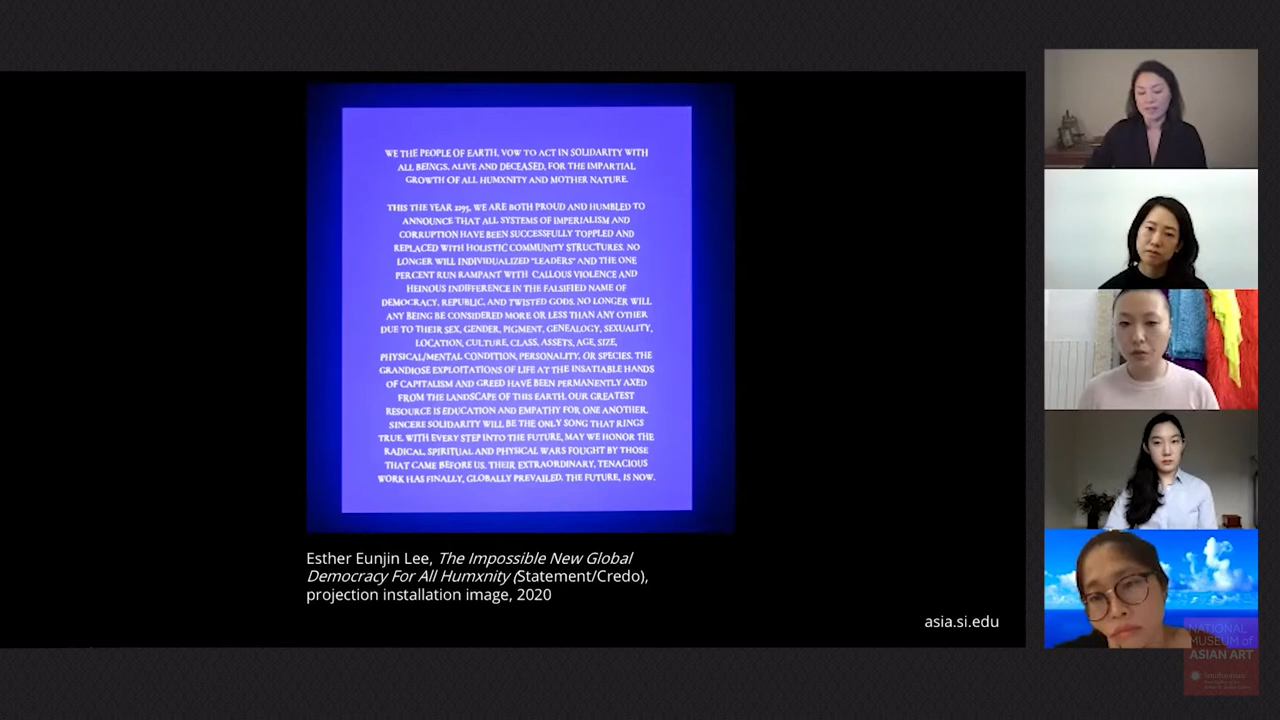 WE THE PEOPLE OF EARTH, VOW TO ACT IN SOLIDARITY WITH
ALL BEINGS, ALIVE AND DECEASED, FOR THE IMPARTIAL
GROWTH OF ALL HUMXNITY AND MOTHER NATURE.
THIS THE YEAR 2295, WE ARE BOTH PROUD AND HUMBLED TO
ANNOUNCE THAT ALL SYSTEMS OF IMPERIALISM AND
CORRUPTION HAVE BEEN SUCCESSFULLY TOPPLED AND
REPLACED WITH HOLISTIC COMMUNITY STRUCTURES. NO
LONGER WILL INDIVIDUALIZED "LEADERS" AND THE ONE
PERCENT RUN RAMPANT WITH CALLOUS VIOLENCE AND
HEINOUS INDIFFERENCE IN THE FALSIFIED NAME OF
DEMOCRACY, REPUBLIC, AND TWISTED GODS. NO LONGER WILL
ANY BEING BE CONSIDERED MORE OR LESS THAN ANY OTHER
DUE TO THEIR SEX, GENDER, PIGMENT, GENEALOGY, SEXUALITY,
LOCATION, CULTURE, CLASS, ASSETS, AGE, SIZE,
PHYSICAL/MENTAL CONDITION, PERSONALITY, OR SPECIES. THE
GRANDIOSE EXPLOITATIONS OF LIFE AT THE INSATIABLE HANDS
OF CAPITALISM AND GREED HAVE BEEN PERMANENTLY AXED
FROM THE LANDSCAPE OF THIS EARTH. OUR GREATEST
RESOURCE IS EDUCATION AND EMPATHY FOR ONE ANOTHER.
SINCERE SOLIDARITY WILL BE THE ONLY SONG THAT RINGS
TRUE. WITH EVERY STEP INTO THE FUTURE, MAY WE HONOR THE
RADICAL, SPIRITUAL AND PHYSICAL WARS FOUGHT BY THOSE
THAT CAME BEFORE US. THEIR EXTRAORDINARY, TENACIOUS
WORK HAS FINALLY, GLOBALLY PREVAILED. THE FUTURE, IS NOW.
Esther Eunjin Lee, The Impossible New Global
Democracy For All Humxnity (Statement/Credo),
projection installation image, 2020
asia.si.edu
NATIONAL
MUSEUM of
ASIAN ART
Smithsonian